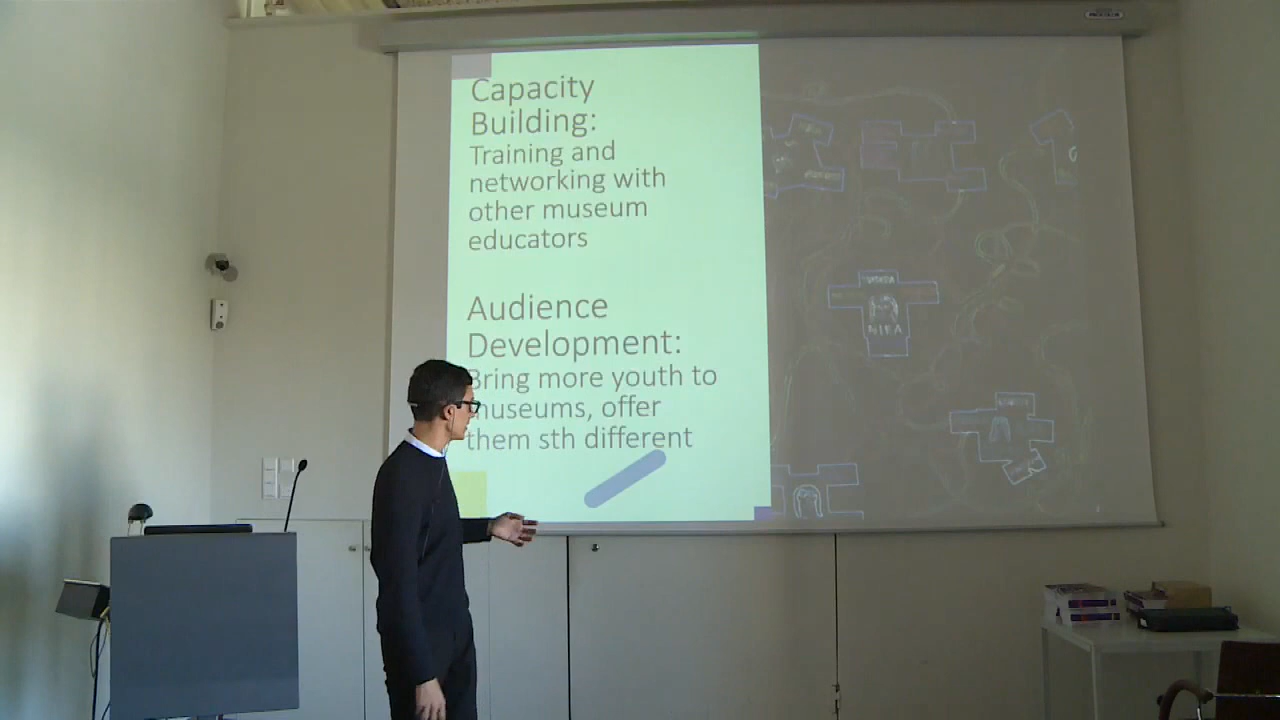 Capacity
Building:
Training and
networking with
other museum
educators
Audience
Development:
Bring more youth to
museums, offer
them sth different